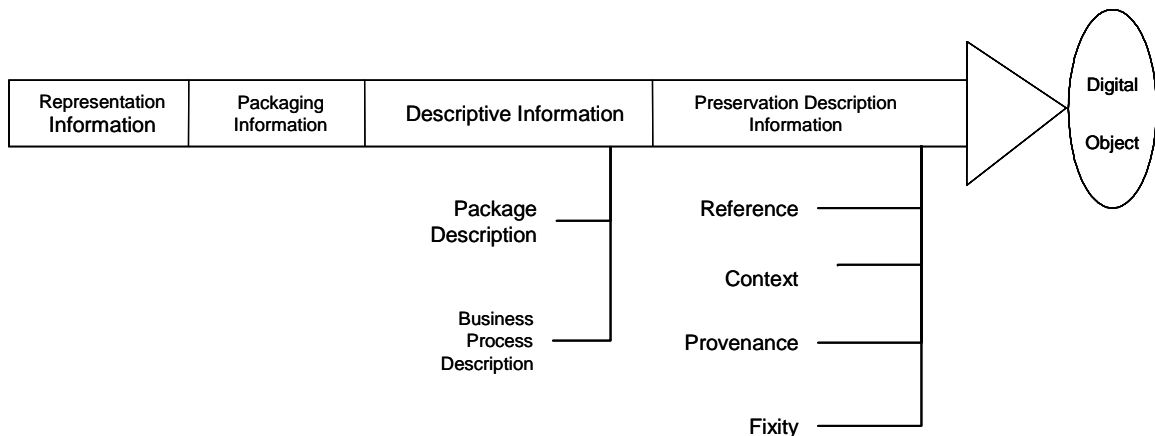 Representation
Information
Packaging
Information
Descriptive Information
Preservation Description
Information
Digital
Object
Package
Description
Business
Process
Description
Reference
Context
Provenance
Fixity